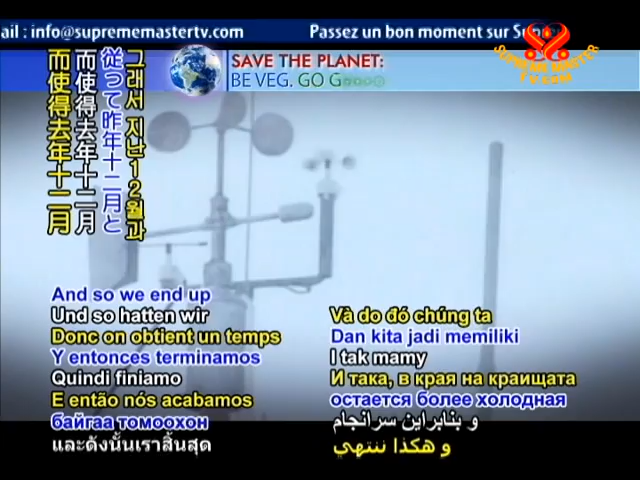 ail : info@suprememastertv.com
Passez un bon moment sur Sup
SUPREME MASTER
TV.COM
SAVE THE PLANET:
BE VEG. GO G
그래서 지난12월과
従って昨年十二月と
而使得去年十二月
而使得去年十二月
And so we end up
Und so hatten wir
Donc on obtient un temps
Y entonces terminamos
Quindi finiamo
E então nós acabamos
байгаа томоохон
และดังนั้นเราสิ้นสุด
Và do đó chúng ta
Dan kita jadi memiliki
I tak mamy
И така, в края на краищата
остается более холодная
و بنابراین سرانجام
و هكذا ننتهي